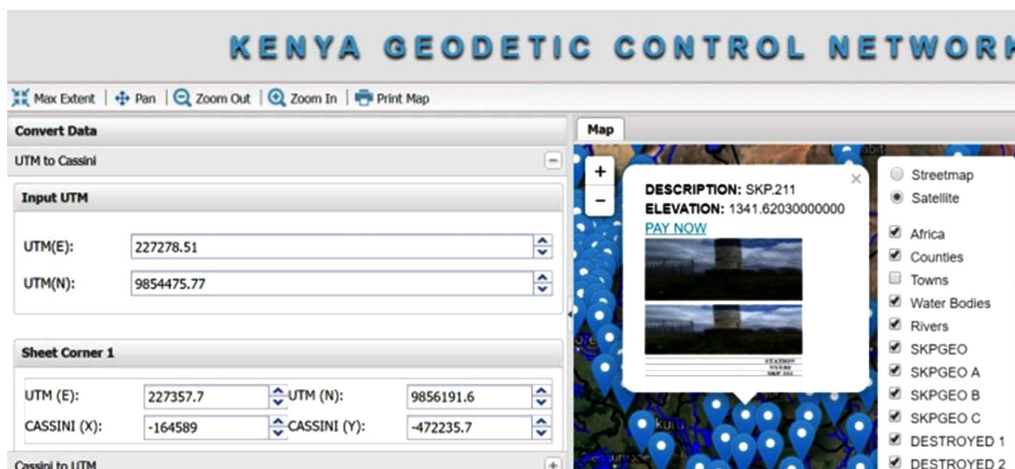 KENYA GEODETIC CONTROL NETWORK
Max Extent | Pan | Zoom Out | Zoom In | Print Map
Convert Data
UTM to Cassini
Input UTM
UTM(E): 227278.51
UTM(N): 9854475.77
Sheet Corner 1
UTM (E): 227357.7 UTM (N): 9856191.6
CASSINI (X): -164589 CASSINI (Y): -472235.7
Cassini to UTM
Map
+
−
DESCRIPTION: SKP.211
ELEVATION: 1341.62030000000
PAY NOW
STATION
SKP 211
Streetmap
Satellite
Africa
Counties
Towns
Water Bodies
Rivers
SKPGEO
SKPGEO A
SKPGEO B
SKPGEO C
DESTROYED 1
DESTROYED 2